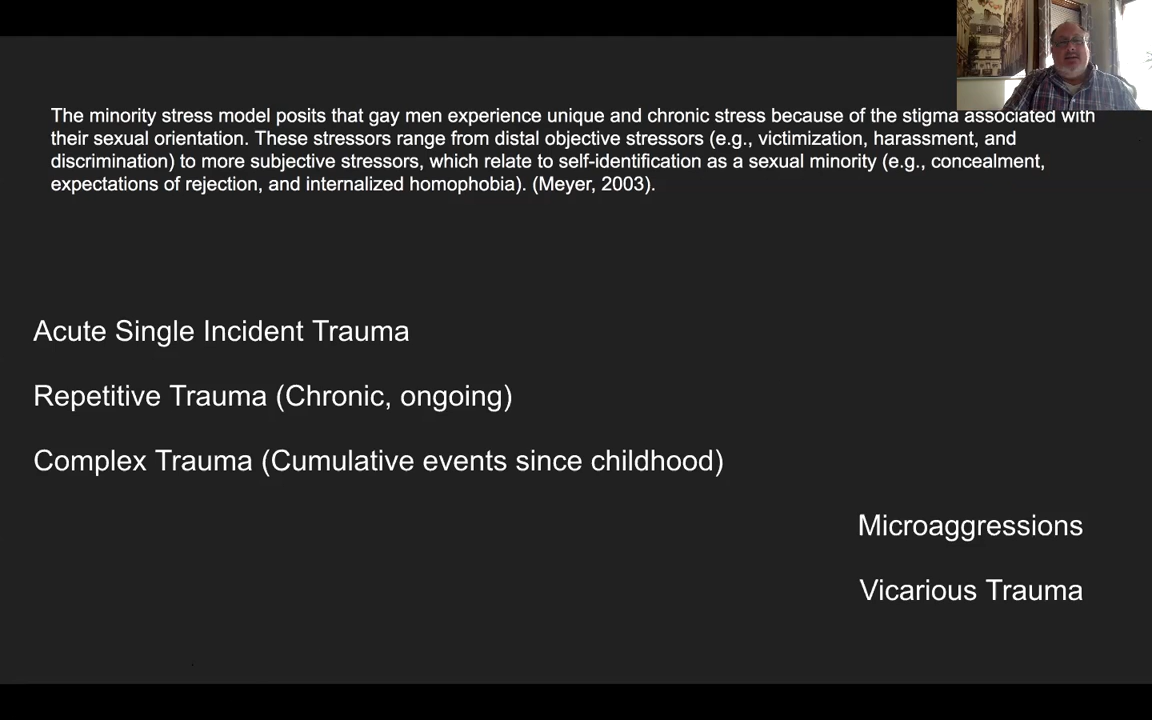 The minority stress model posits that gay men experience unique and chronic stress because of the stigma associated with
their sexual orientation. These stressors range from distal objective stressors (e.g., victimization, harassment, and
discrimination) to more subjective stressors, which relate to self-identification as a sexual minority (e.g., concealment,
expectations of rejection, and internalized homophobia). (Meyer, 2003).
Acute Single Incident Trauma
Repetitive Trauma (Chronic, ongoing)
Complex Trauma (Cumulative events since childhood)
Microaggressions
Vicarious Trauma